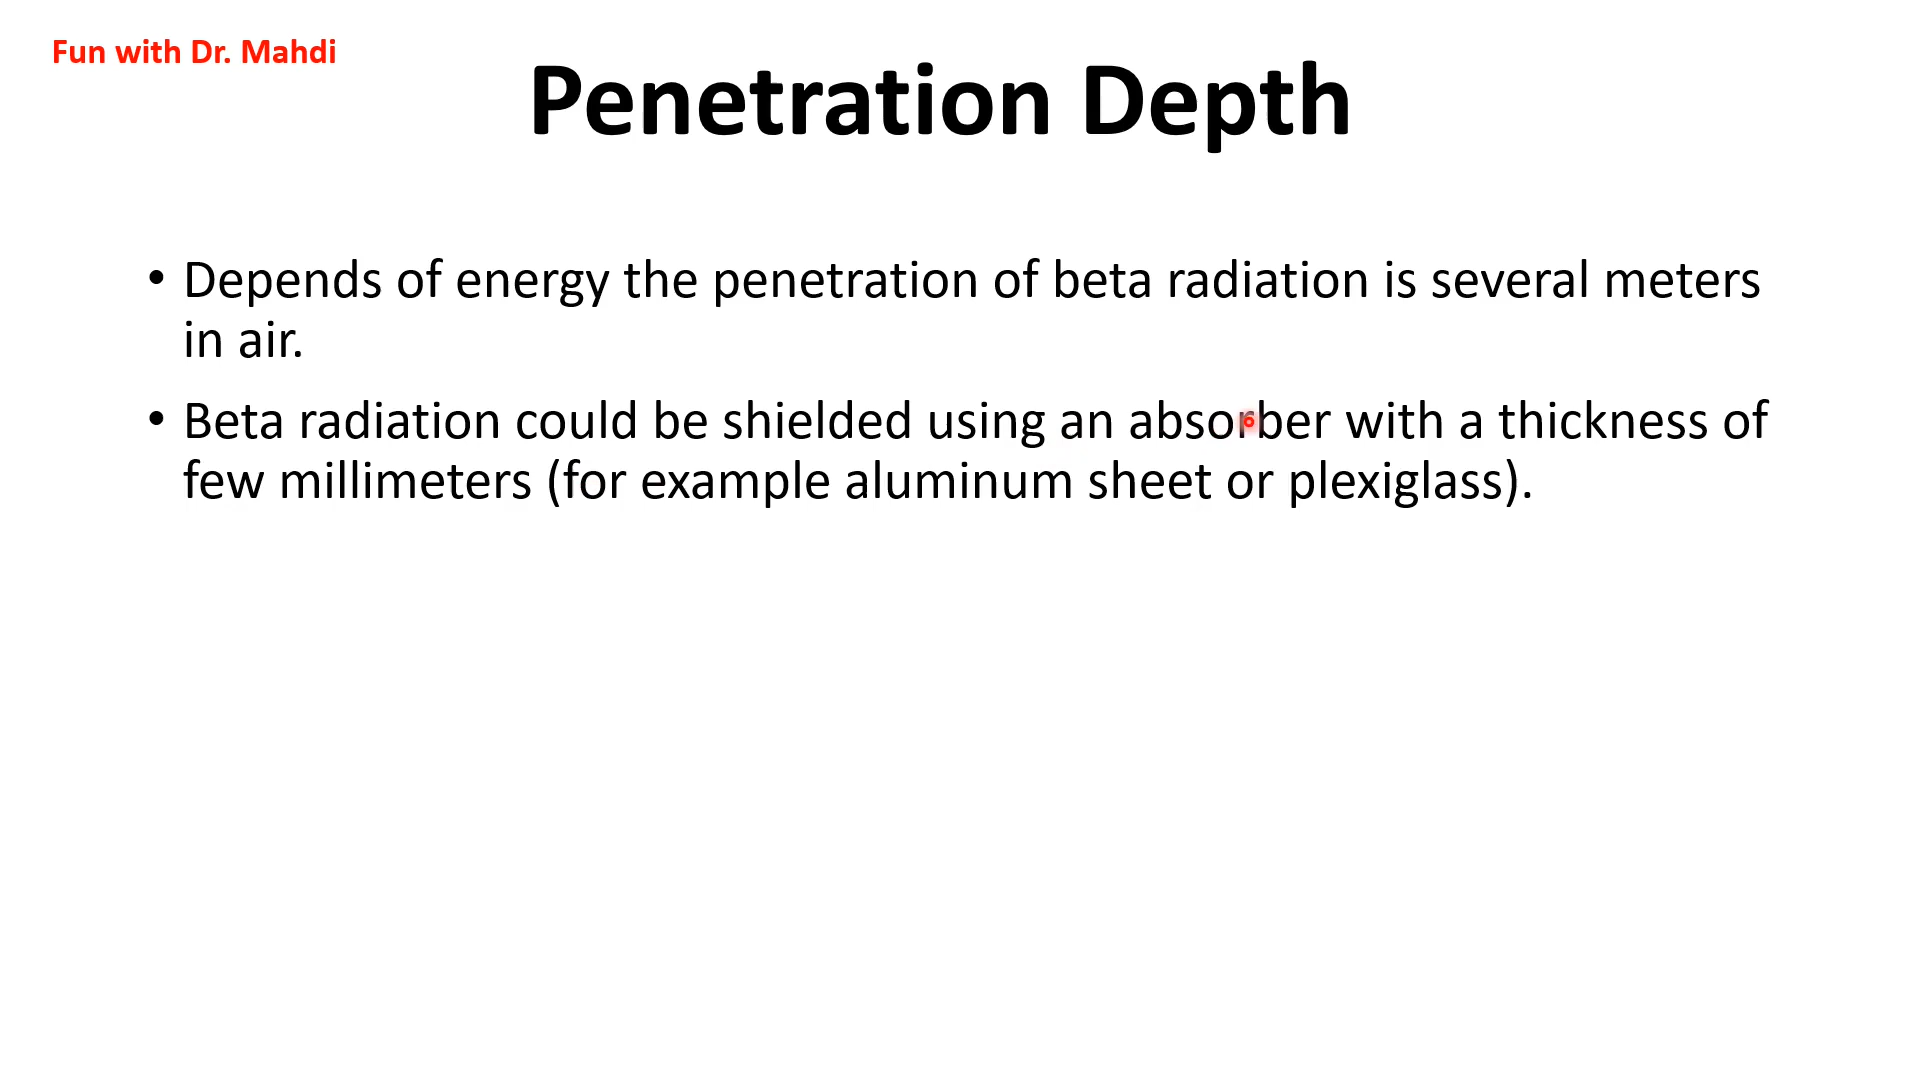 Fun with Dr. Mahdi
Penetration Depth
• Depends of energy the penetration of beta radiation is several meters
in air.
• Beta radiation could be shielded using an absorber with a thickness of
few millimeters (for example aluminum sheet or plexiglass).